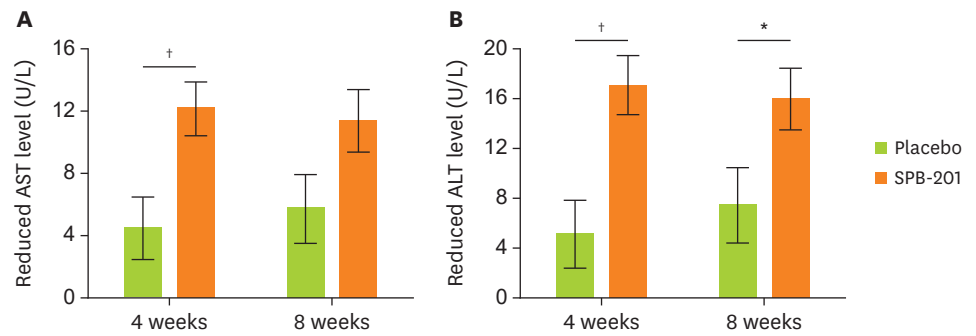 A
Reduced AST level (U/L)
16
12
8
4
0
†
4 weeks
8 weeks
B
Reduced ALT level (U/L)
20
16
12
8
4
0
†
*
4 weeks
8 weeks
Placebo
SPB-201